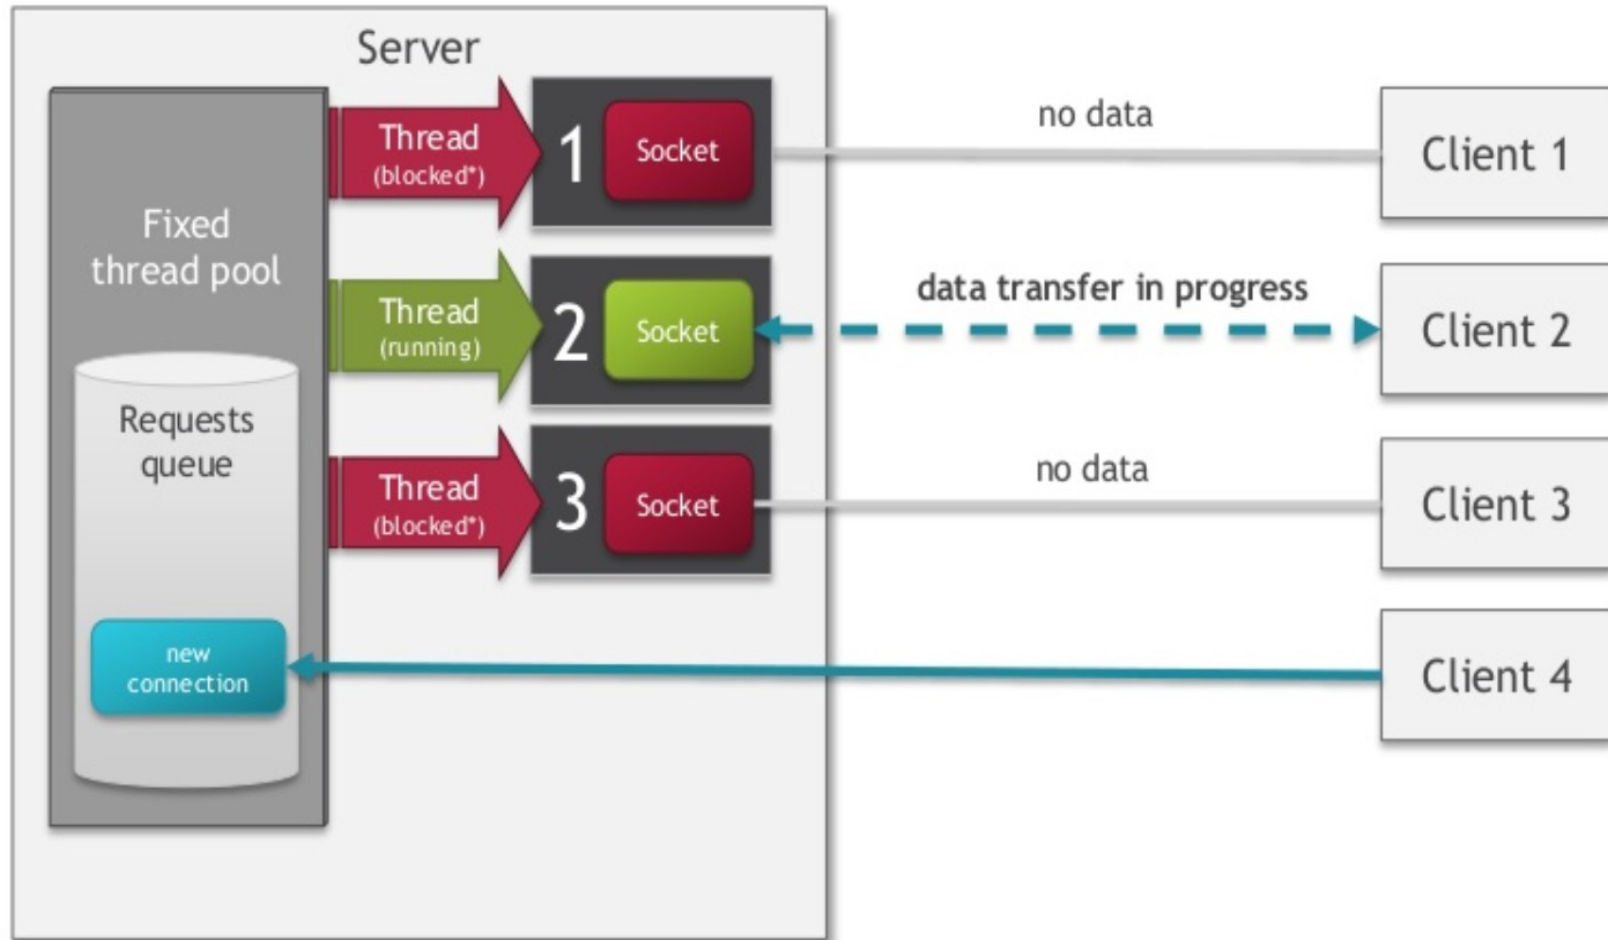 Server
Fixed
thread pool
Requests
queue
new
connection
Thread
(blocked*)
1
Socket
no data
Client 1
Thread
(running)
2
Socket
data transfer in progress
Client 2
Thread
(blocked*)
3
Socket
no data
Client 3
Client 4